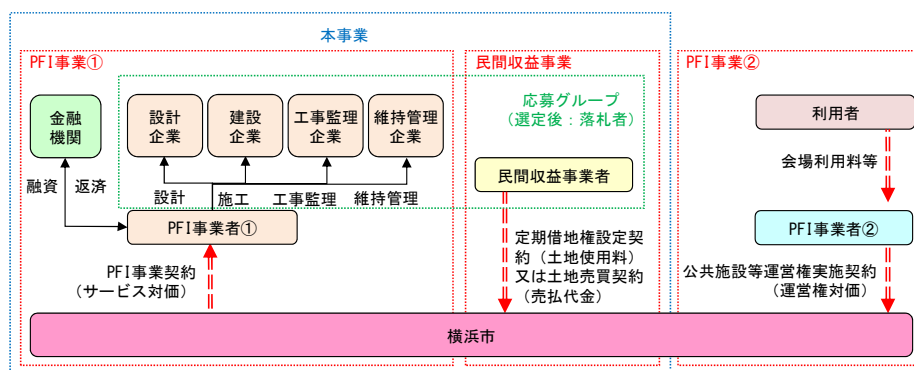 本事業
PFI事業①
民間収益事業
PFI事業②
応募グループ
（選定後：落札者）
金融
機関
設計
企業
建設
企業
工事監理
企業
維持管理
企業
利用者
融資
返済
設計
施工
工事監理
維持管理
民間収益事業者
会場利用料等
PFI事業者①
PFI事業者②
PFI事業契約
（サービス対価）
定期借地権設定契
約（土地使用料）
又は土地売買契約
（売払代金）
公共施設等運営権実施契約
（運営権対価）
横浜市